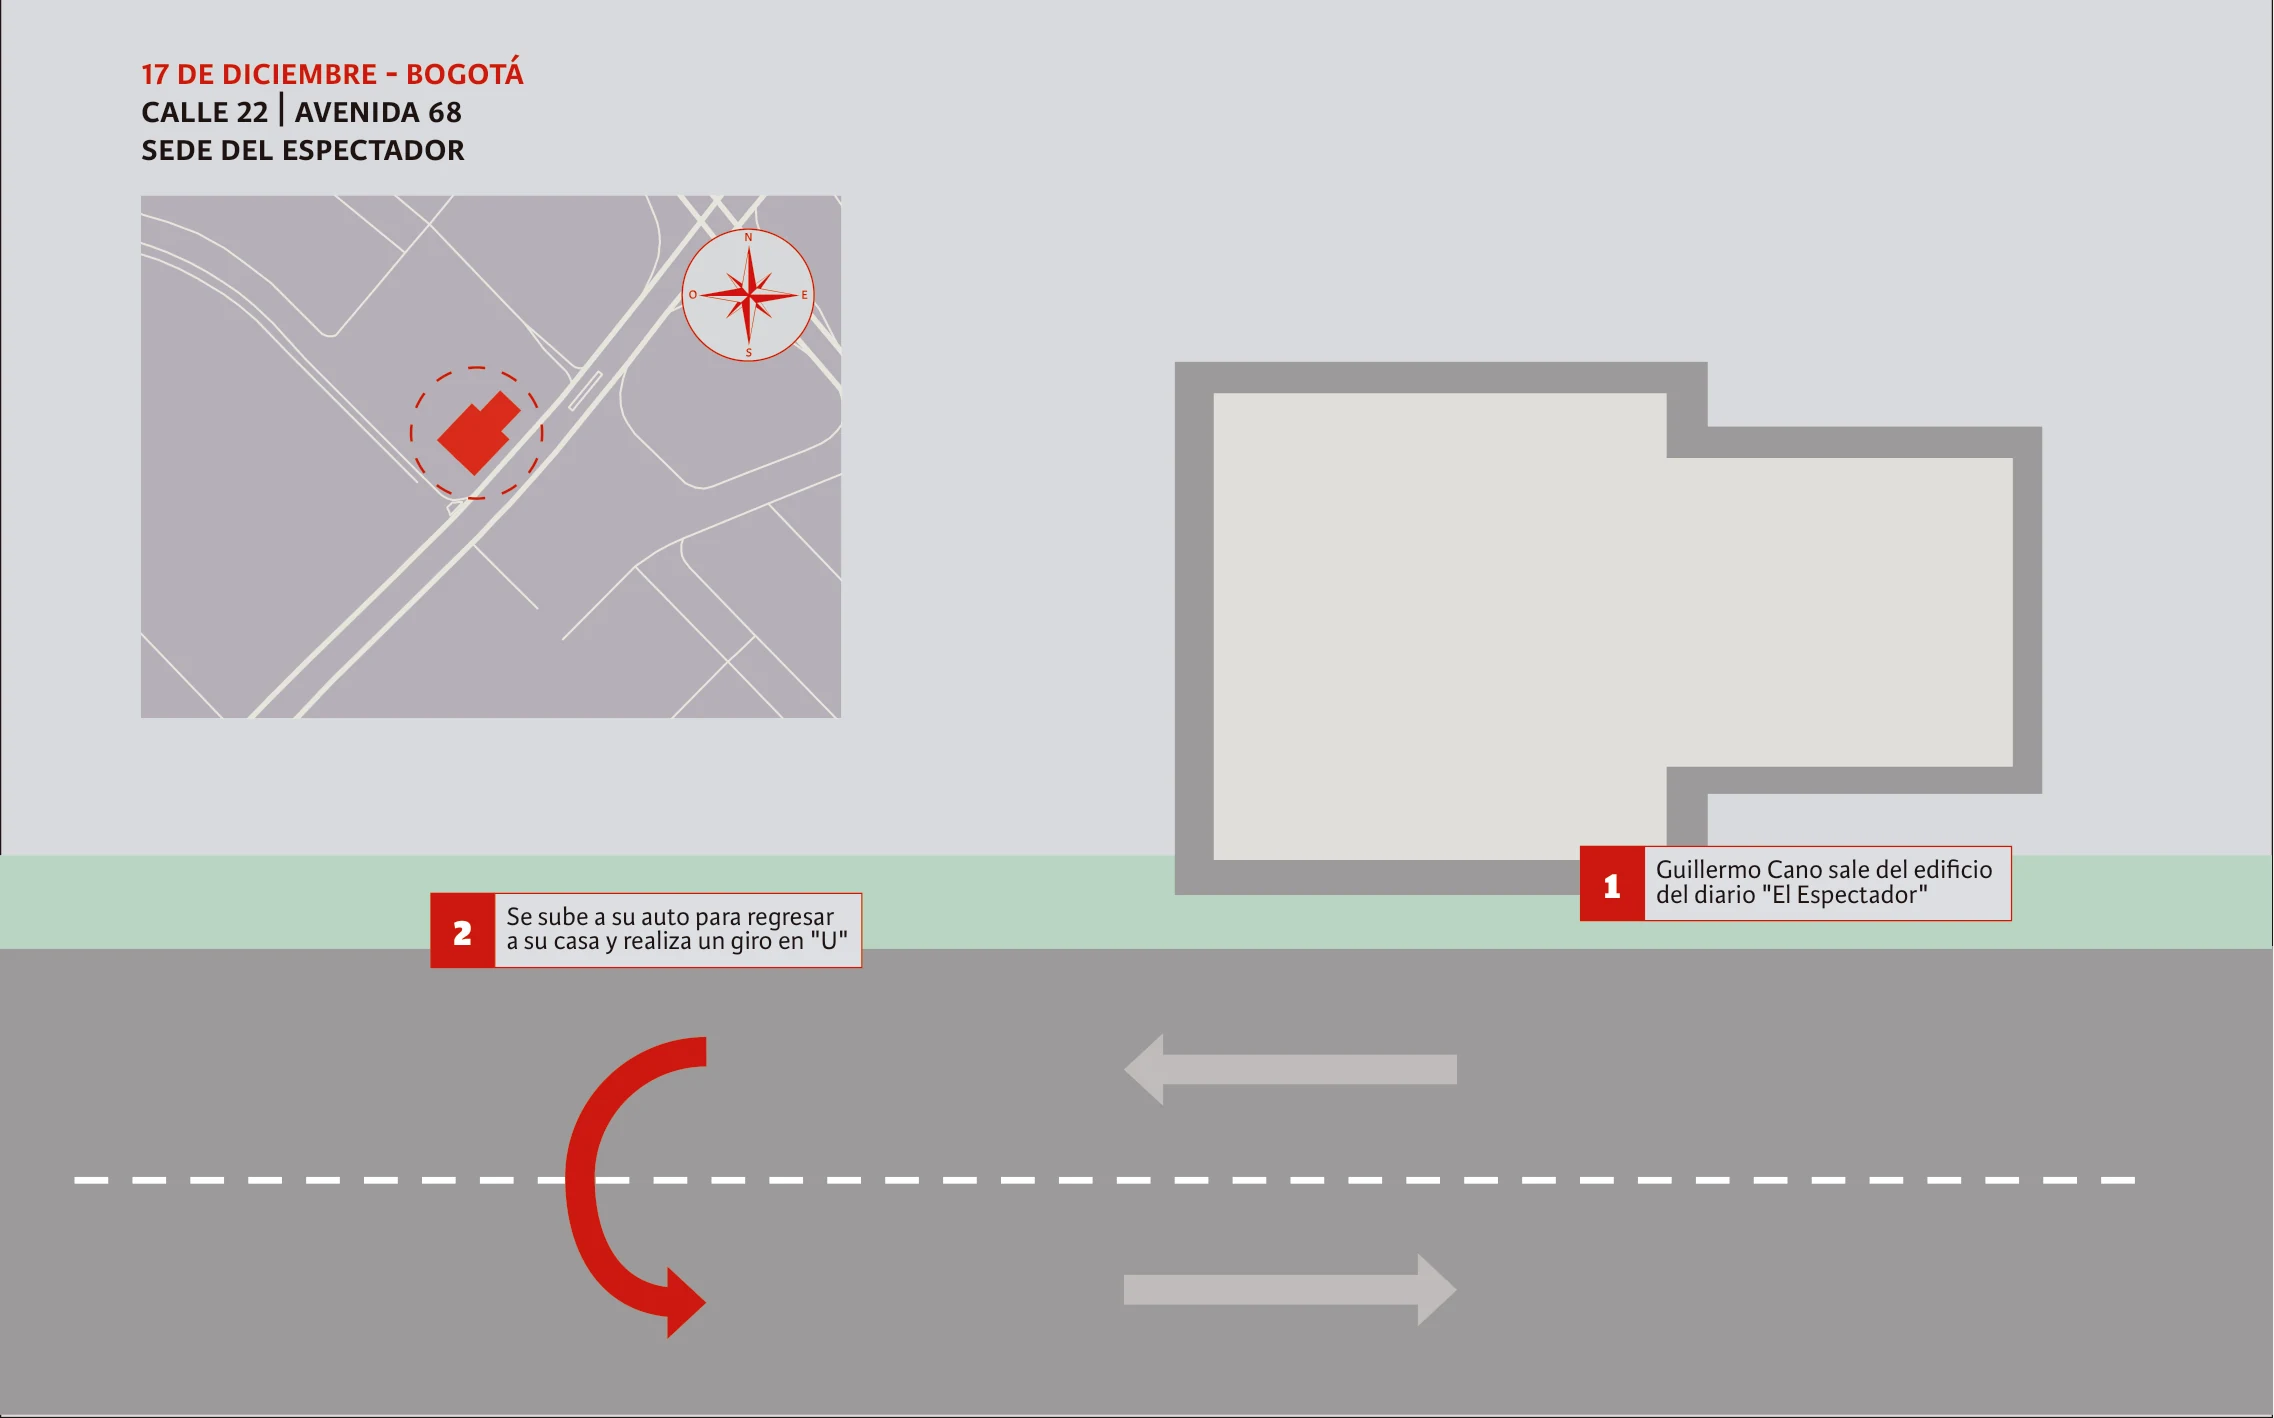 17 DE DICIEMBRE - BOGOTÁ
CALLE 22 | AVENIDA 68
SEDE DEL ESPECTADOR
N
O
E
S
1
Guillermo Cano sale del edificio
del diario "El Espectador"
2
Se sube a su auto para regresar
a su casa y realiza un giro en "U"